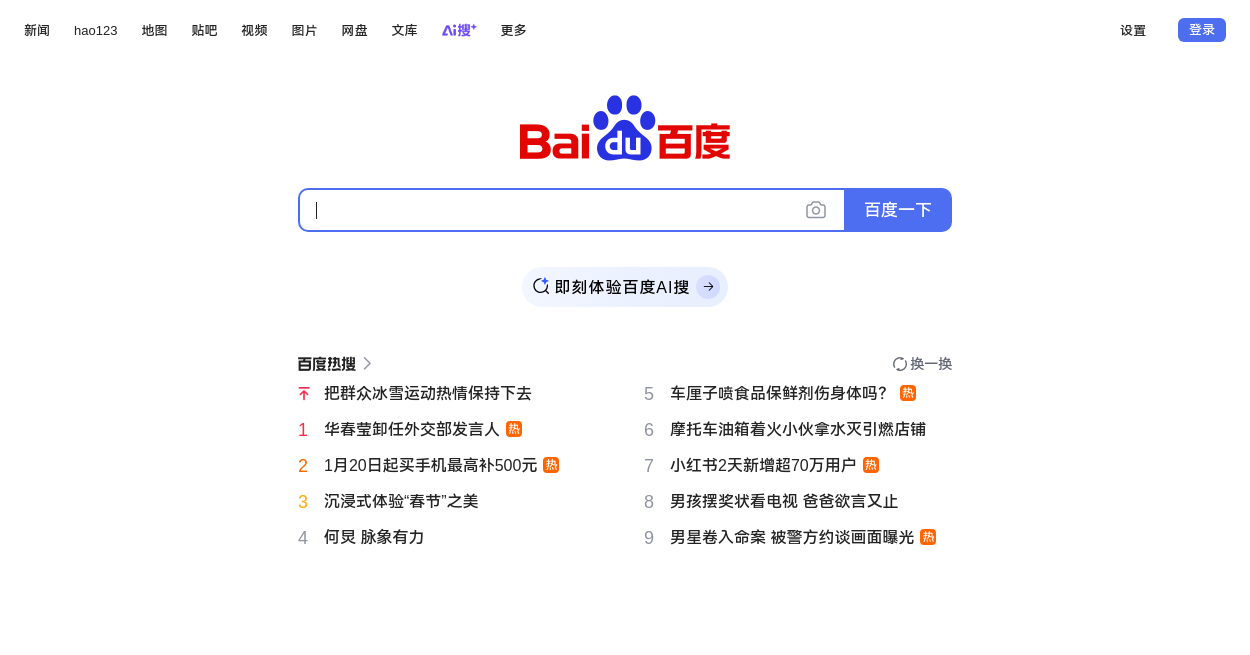 新闻 hao123 地图 贴吧 视频 图片 网盘 文库 Ai搜+ 更多 设置 登录
Bai du 百度
百度一下
即刻体验百度AI搜
百度热搜 换一换
把群众冰雪运动热情保持下去
1 华春莹卸任外交部发言人 热
2 1月20日起买手机最高补500元 热
3 沉浸式体验“春节”之美
4 何炅 脉象有力
5 车厘子喷食品保鲜剂伤身体吗? 热
6 摩托车油箱着火小伙拿水灭引燃店铺
7 小红书2天新增超70万用户 热
8 男孩摆奖状看电视 爸爸欲言又止
9 男星卷入命案 被警方约谈画面曝光 热